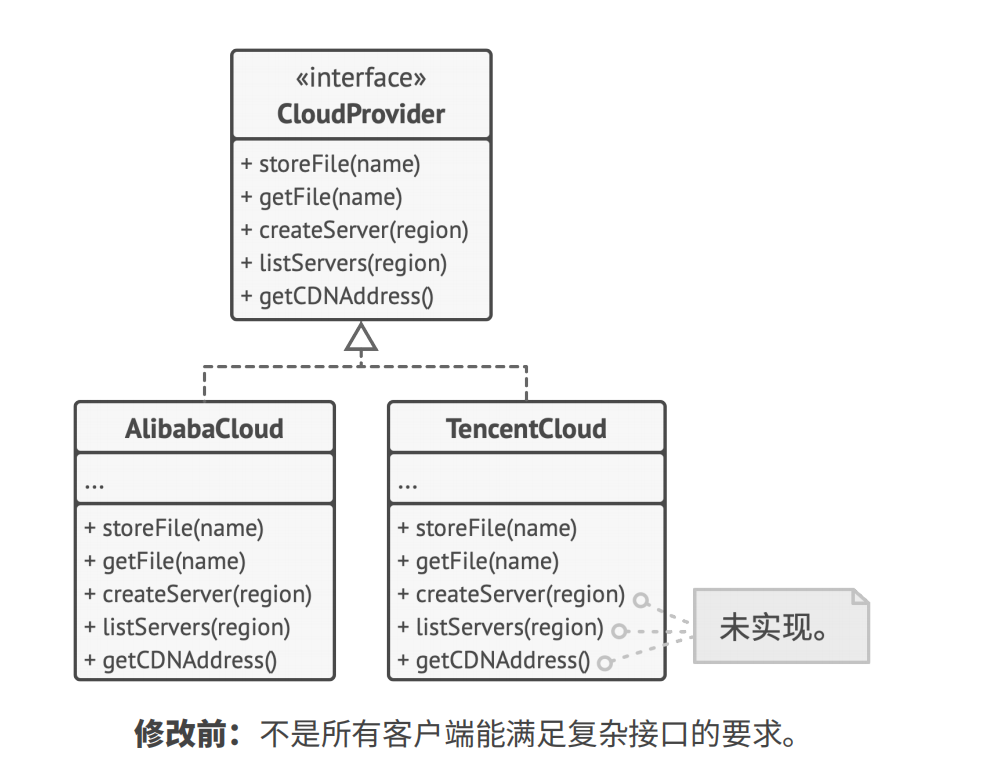 «interface»
CloudProvider
+ storeFile(name)
+ getFile(name)
+ createServer(region)
+ listServers(region)
+ getCDNAddress()
AlibabaCloud
...
+ storeFile(name)
+ getFile(name)
+ createServer(region)
+ listServers(region)
+ getCDNAddress()
TencentCloud
...
+ storeFile(name)
+ getFile(name)
+ createServer(region)
+ listServers(region)
+ getCDNAddress()
未实现。
修改前：不是所有客户端能满足复杂接口的要求。